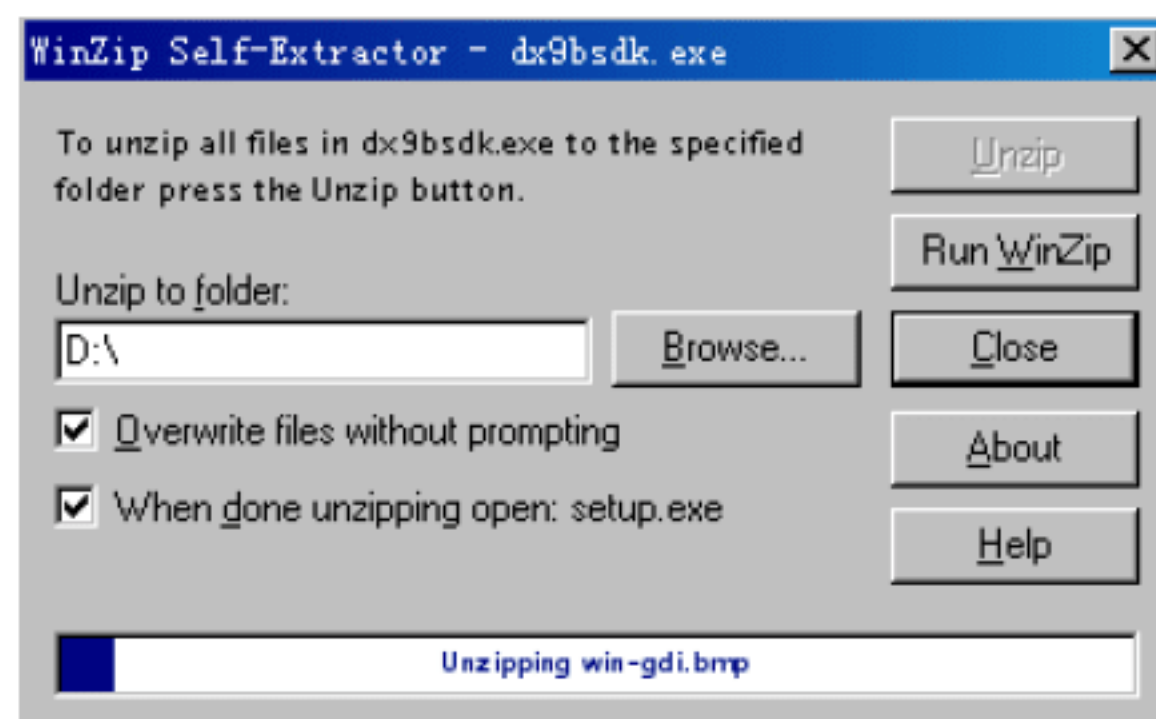 WinZip Self-Extractor - dx9bsdk.exe
To unzip all files in dx9bsdk.exe to the specified
folder press the Unzip button.
Unzip
Run WinZip
Unzip to folder:
D:\
Browse...
Close
Overwrite files without prompting
About
When done unzipping open: setup.exe
Help
Unzipping win-gdi.bmp